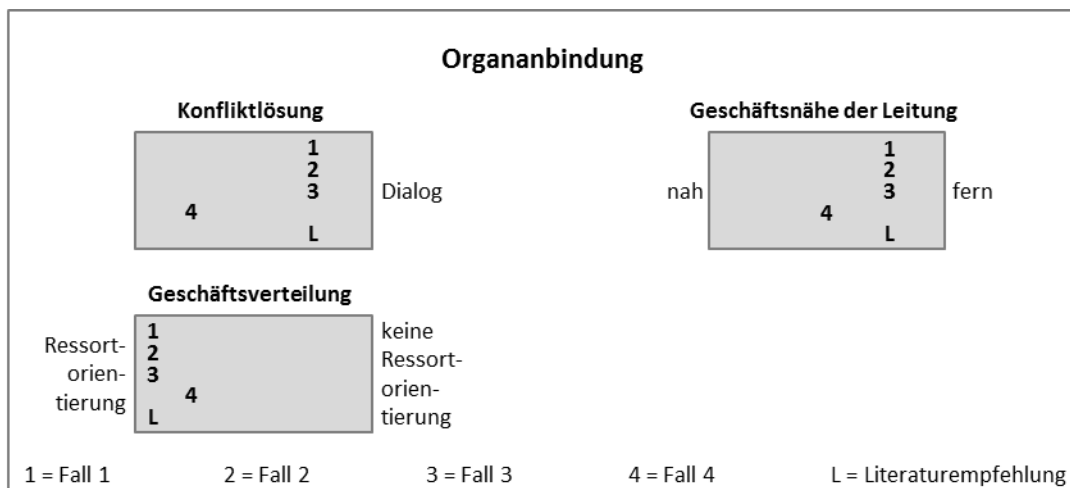 Organanbindung
Konfliktlösung
1
2
3
4
L
Dialog
Geschäftsnähe der Leitung
nah
1
2
3
4
L
fern
Geschäftsverteilung
Ressort-
orien-
tierung
1
2
3
4
L
keine
Ressort-
orien-
tierung
1 = Fall 1 2 = Fall 2 3 = Fall 3 4 = Fall 4 L = Literaturempfehlung